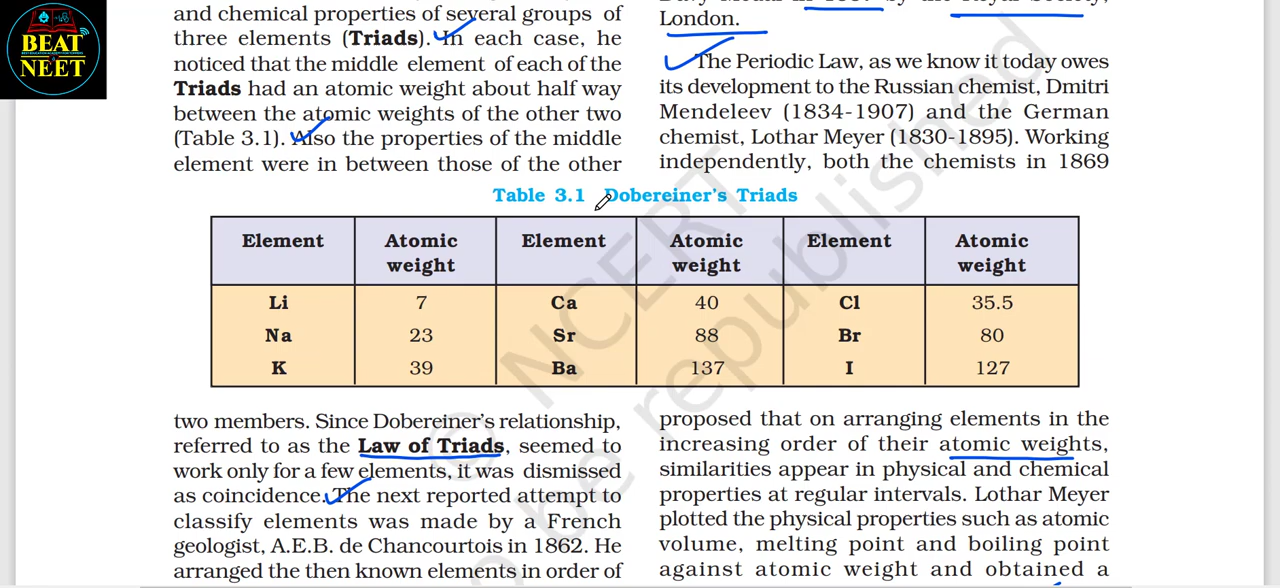 BEAT
NEET
and chemical properties of several groups of
three elements (Triads). In each case, he
noticed that the middle element of each of the
Triads had an atomic weight about half way
between the atomic weights of the other two
(Table 3.1). Also the properties of the middle
element were in between those of the other
London.
The Periodic Law, as we know it today owes
its development to the Russian chemist, Dmitri
Mendeleev (1834-1907) and the German
chemist, Lothar Meyer (1830-1895). Working
independently, both the chemists in 1869
Table 3.1 Dobereiner's Triads
Element Atomic weight Element Atomic weight Element Atomic weight
Li 7 Ca 40 Cl 35.5
Na 23 Sr 88 Br 80
K 39 Ba 137 I 127
two members. Since Dobereiner's relationship,
referred to as the Law of Triads, seemed to
work only for a few elements, it was dismissed
as coincidence. The next reported attempt to
classify elements was made by a French
geologist, A.E.B. de Chancourtois in 1862. He
arranged the then known elements in order of
proposed that on arranging elements in the
increasing order of their atomic weights,
similarities appear in physical and chemical
properties at regular intervals. Lothar Meyer
plotted the physical properties such as atomic
volume, melting point and boiling point
against atomic weight and obtained a
© NCERT
be republished